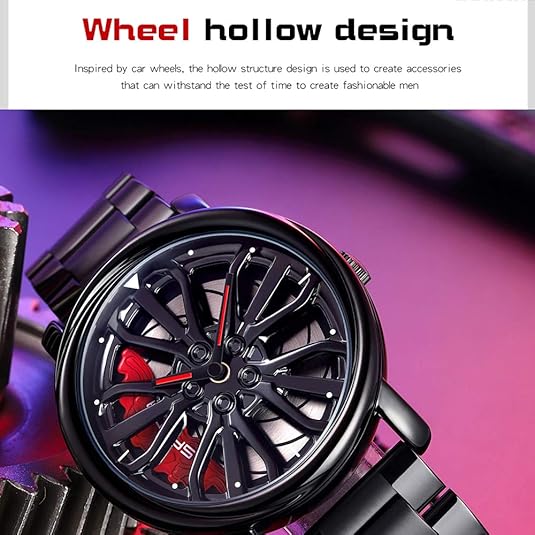 Wheel hollow design
Inspired by car wheels, the hollow structure design is used to create accessories
that can withstand the test of time to create fashionable men